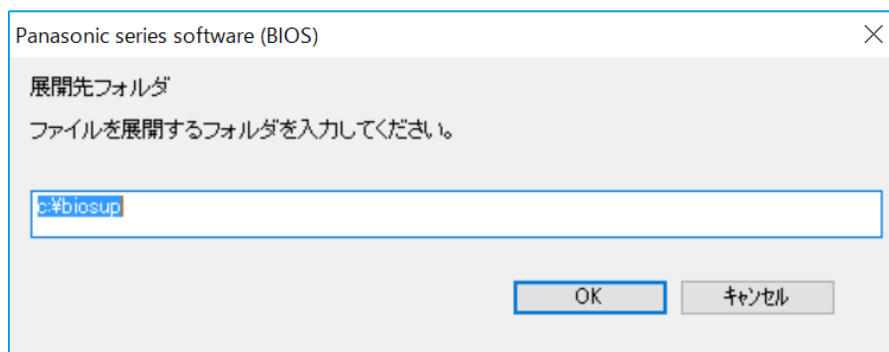 Panasonic series software (BIOS)
展開先フォルダ
ファイルを展開するフォルダを入力してください。
c:¥biosup
OK
キャンセル